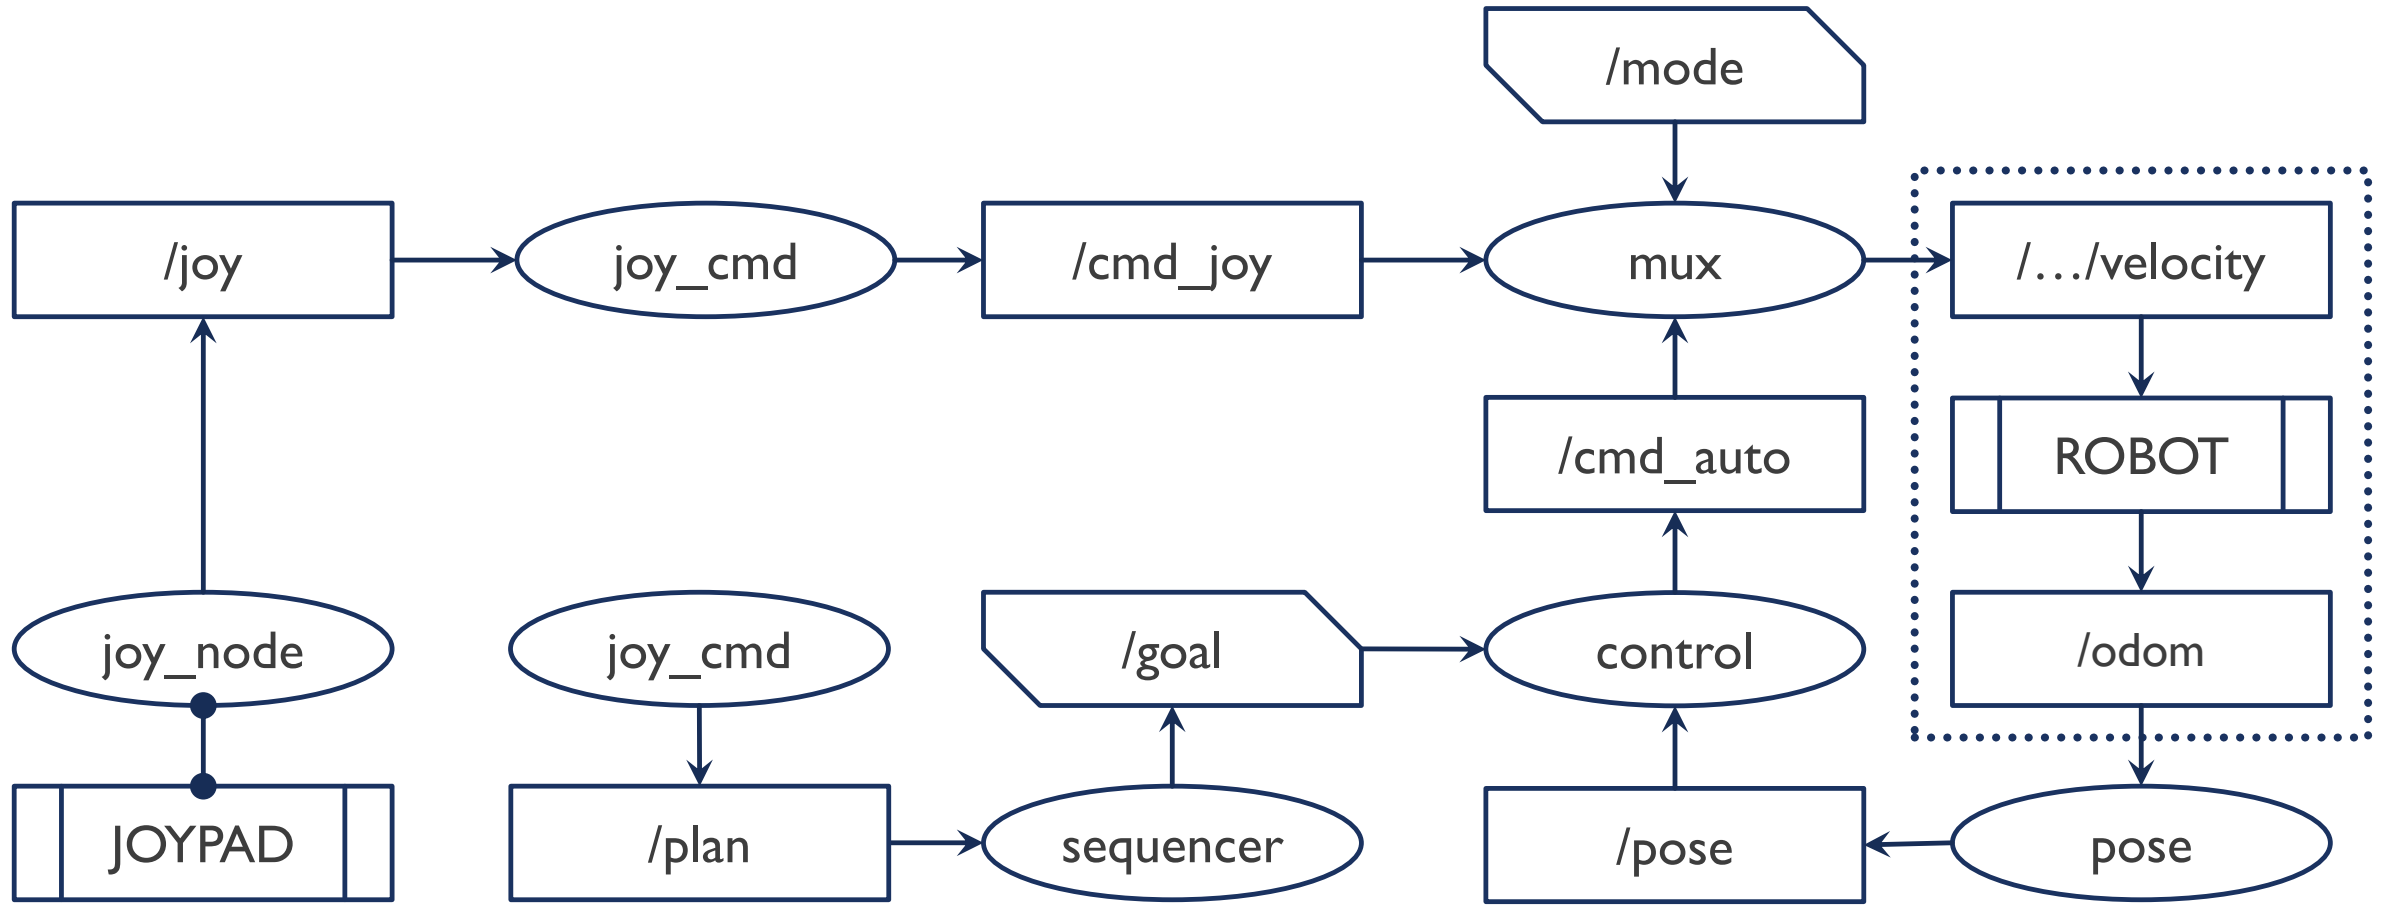 /mode
/joy
joy_cmd
/cmd_joy
mux
/…/velocity
/cmd_auto
ROBOT
joy_node
joy_cmd
/goal
control
/odom
JOYPAD
/plan
sequencer
/pose
pose